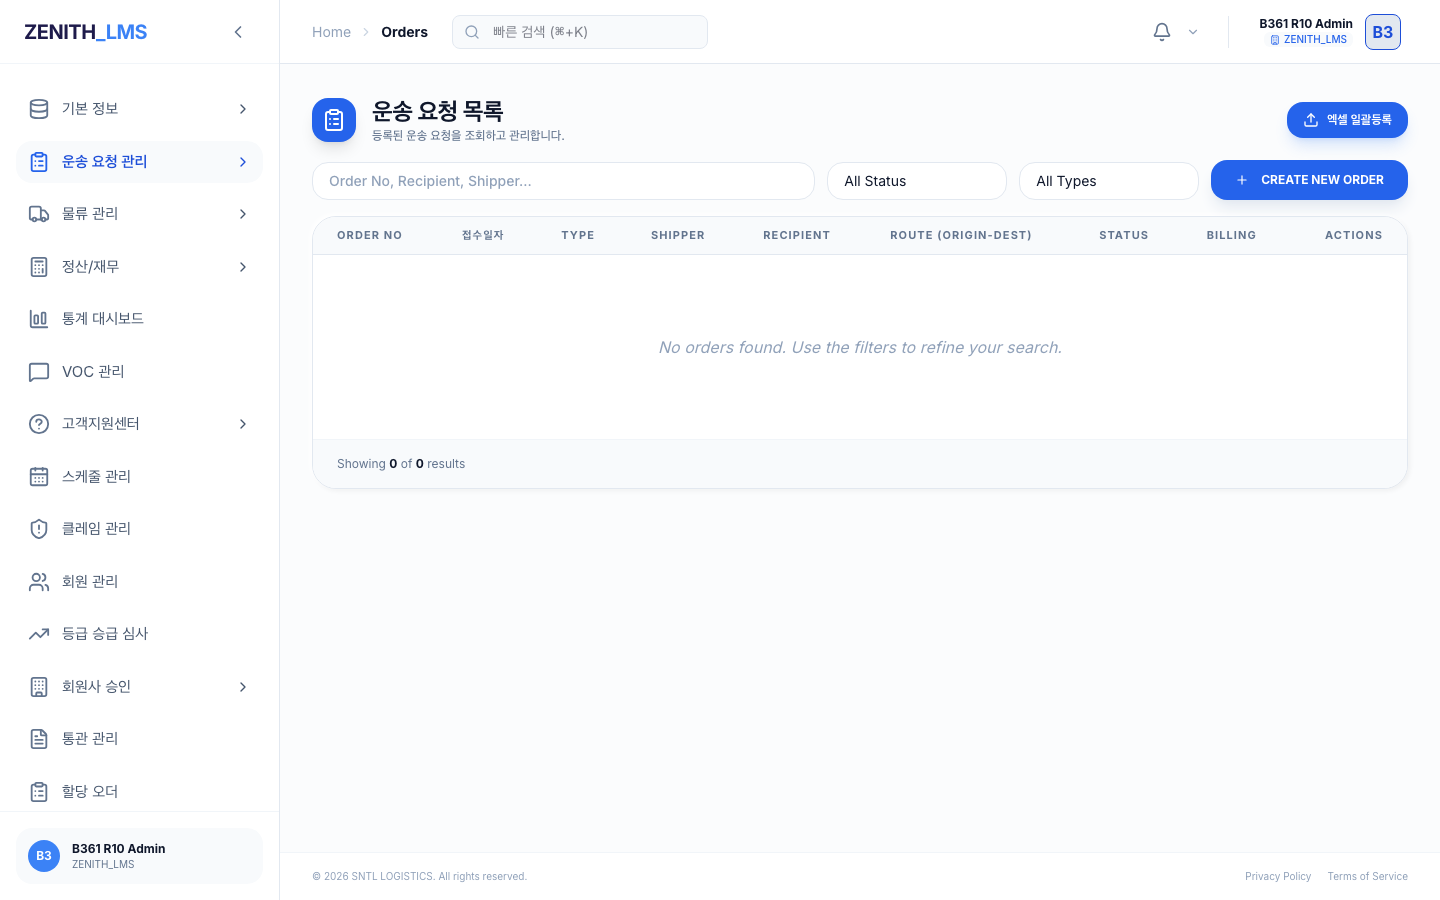 ZENITH_LMS
기본 정보
운송 요청 관리
물류 관리
정산/재무
통계 대시보드
VOC 관리
고객지원센터
스케줄 관리
클레임 관리
회원 관리
등급 승급 심사
회원사 승인
통관 관리
할당 오더
B3
B361 R10 Admin
ZENITH_LMS
Home
Orders
빠른 검색 (⌘+K)
B361 R10 Admin
ZENITH_LMS
B3
운송 요청 목록
등록된 운송 요청을 조회하고 관리합니다.
엑셀 일괄등록
Order No, Recipient, Shipper...
All Status
All Types
CREATE NEW ORDER
ORDER NO 접수일자 TYPE SHIPPER RECIPIENT ROUTE (ORIGIN-DEST) STATUS BILLING ACTIONS
No orders found. Use the filters to refine your search.
Showing 0 of 0 results
© 2026 SNTL LOGISTICS. All rights reserved.
Privacy Policy
Terms of Service